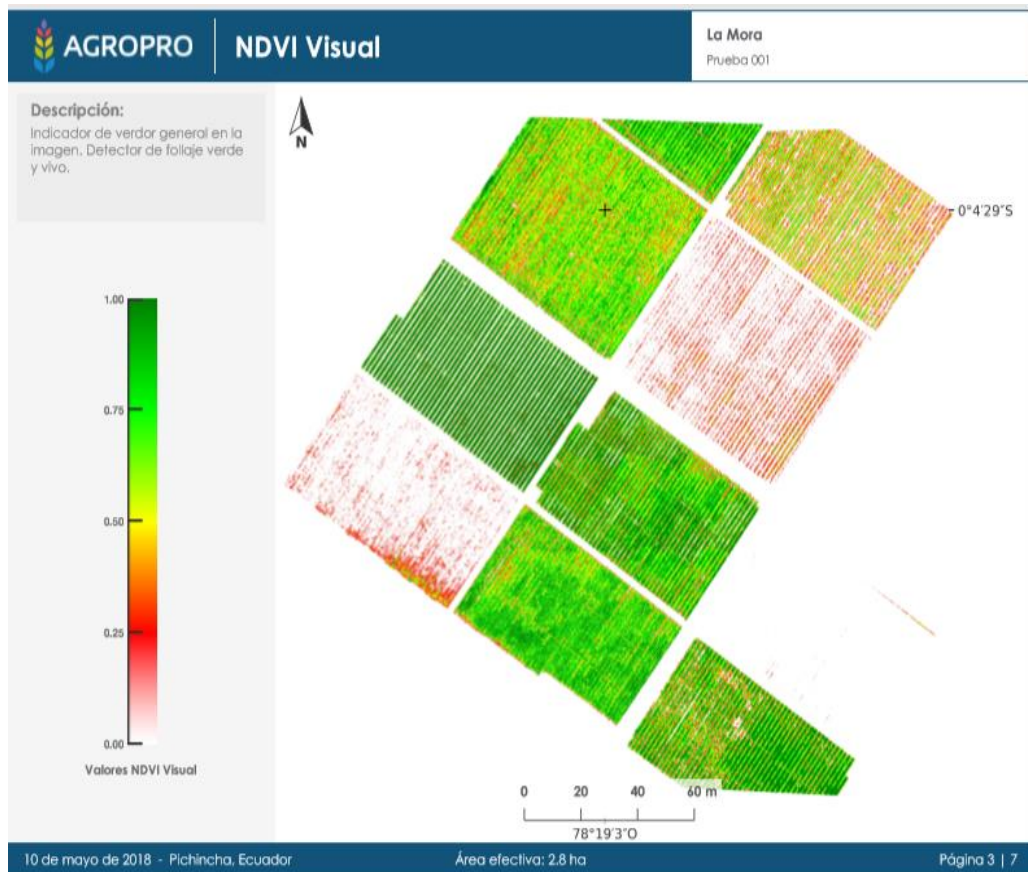 AGROPRO
NDVI Visual
La Mora
Prueba 001
Descripción:
Indicador de verdor general en la
imagen. Detector de follaje verde
y vivo.
N
0°4'29"S
1.00
0.75
0.50
0.25
0.00
Valores NDVI Visual
0 20 40 60 m
78°19'3"O
10 de mayo de 2018 - Pichincha, Ecuador
Área efectiva: 2.8 ha
Página 3 | 7